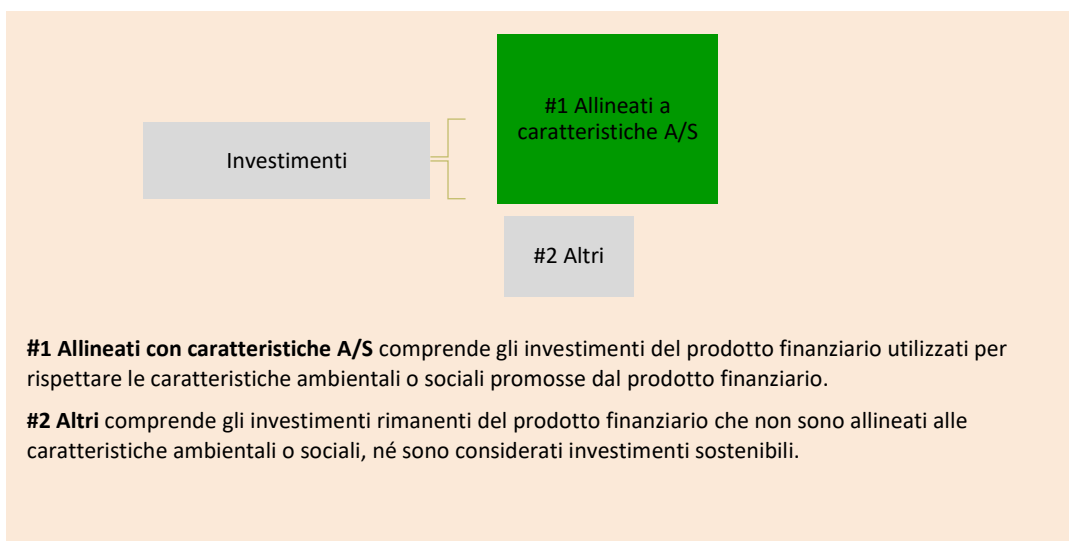 #1 Allineati a
caratteristiche A/S
Investimenti
#2 Altri
#1 Allineati con caratteristiche A/S comprende gli investimenti del prodotto finanziario utilizzati per
rispettare le caratteristiche ambientali o sociali promosse dal prodotto finanziario.
#2 Altri comprende gli investimenti rimanenti del prodotto finanziario che non sono allineati alle
caratteristiche ambientali o sociali, né sono considerati investimenti sostenibili.